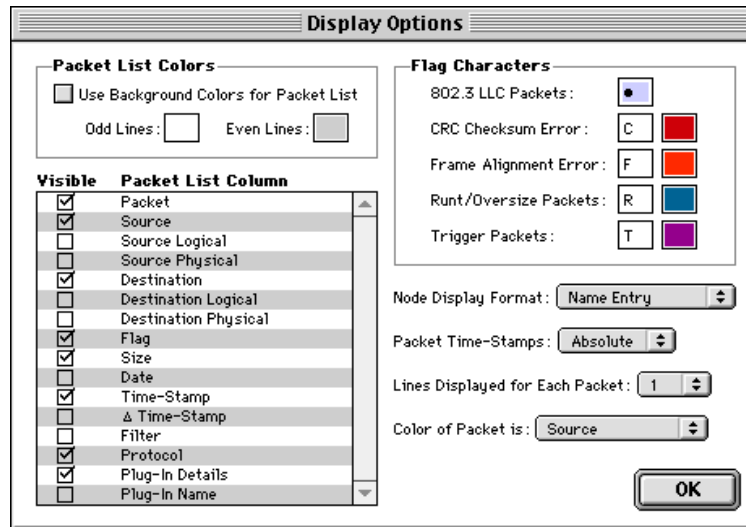 Display Options
Packet List Colors
Use Background Colors for Packet List
Odd Lines: Even Lines:
Visible Packet List Column
Packet
Source
Source Logical
Source Physical
Destination
Destination Logical
Destination Physical
Flag
Size
Date
Time-Stamp
Δ Time-Stamp
Filter
Protocol
Plug-In Details
Plug-In Name
Flag Characters
802.3 LLC Packets: •
CRC Checksum Error: C
Frame Alignment Error: F
Runt/Oversize Packets: R
Trigger Packets: T
Node Display Format: Name Entry
Packet Time-Stamps: Absolute
Lines Displayed for Each Packet: 1
Color of Packet is: Source
OK